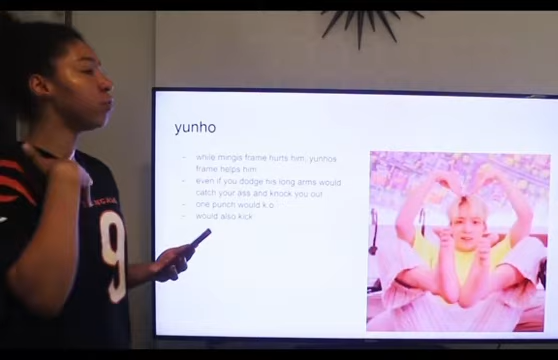 yunho
- while mingis frame hurts him, yunhos
frame helps him
- even if you dodge his long arms would
catch your ass and knock you out
- one punch would k.o.
- would also kick
9